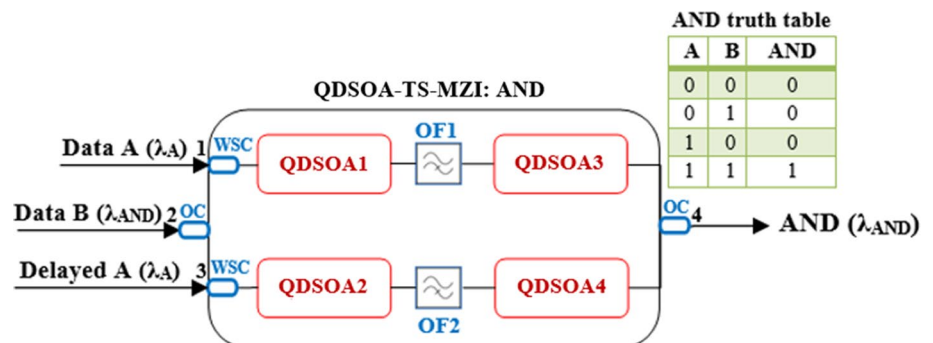 AND truth table
A B AND
0 0 0
0 1 0
1 0 0
1 1 1
QDSOA-TS-MZI: AND
Data A (λA) 1 WSC
QDSOA1
OF1
QDSOA3
Data B (λAND) 2 OC
OC 4
AND (λAND)
Delayed A (λA) 3 WSC
QDSOA2
OF2
QDSOA4